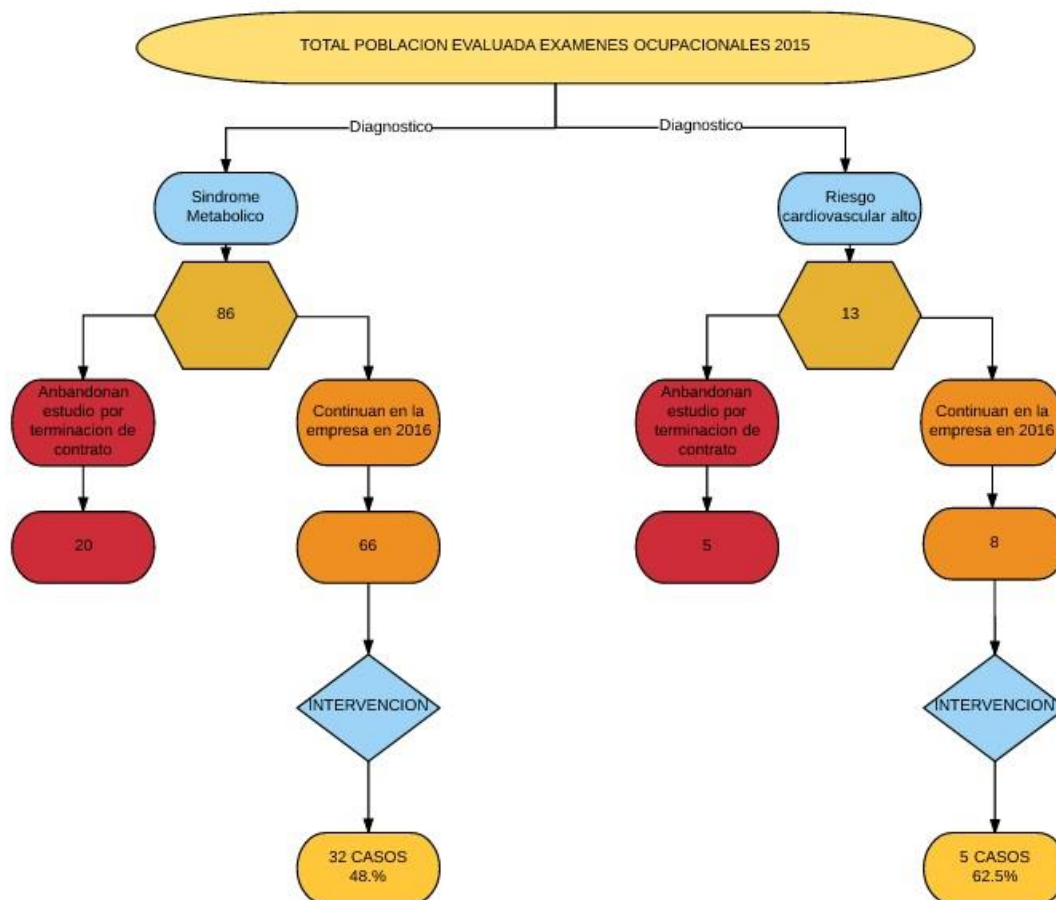 TOTAL POBLACION EVALUADA EXAMENES OCUPACIONALES 2015
Diagnostico
Diagnostico
Sindrome
Metabolico
Riesgo
cardiovascular alto
86
13
Anbandonan
estudio por
terminacion de
contrato
Continuan en la
empresa en 2016
Anbandonan
estudio por
terminacion de
contrato
Continuan en la
empresa en 2016
20
66
5
8
INTERVENCION
INTERVENCION
32 CASOS
48.%
5 CASOS
62.5%